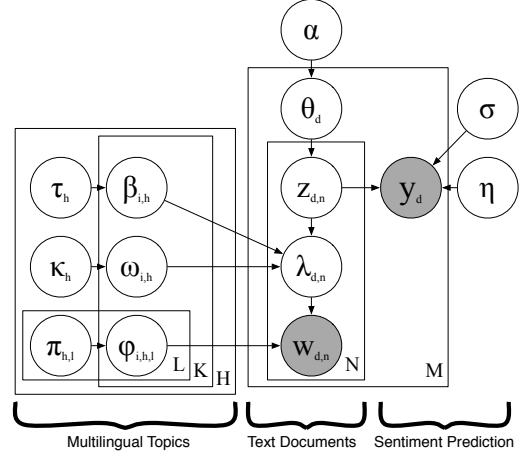 α
θd
σ
τh βi,h zd,n yd η
κh ωi,h λd,n
πh,l φi,h,l wd,n
L K H N M
Multilingual Topics Text Documents Sentiment Prediction